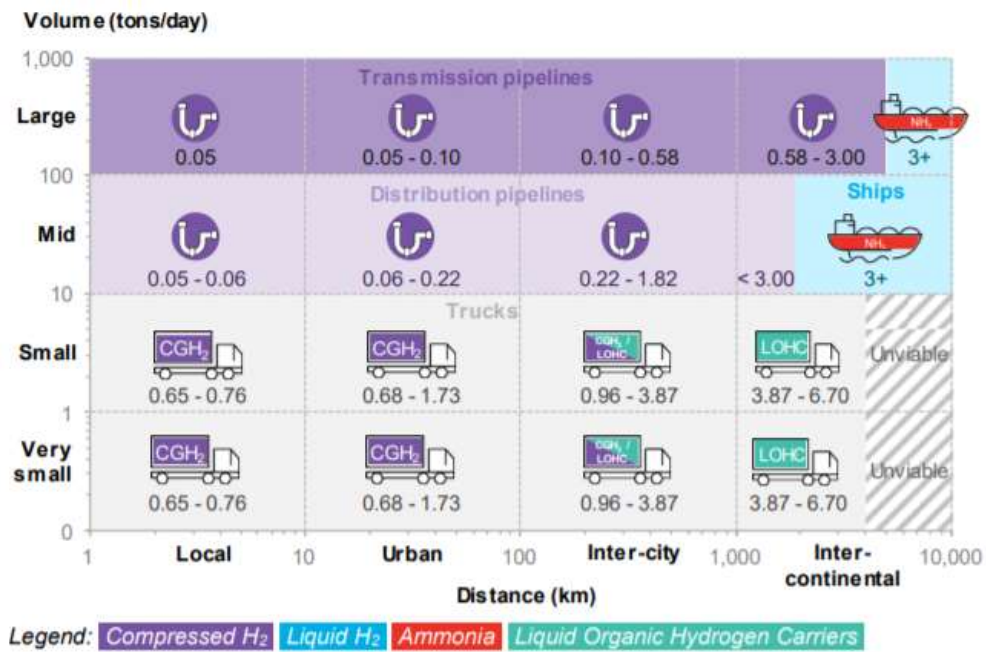 Volume (tons/day)
1,000
Transmission pipelines
Large
NH₃
0.05
0.05 - 0.10
0.10 - 0.58
0.58 - 3.00
3+
100
Distribution pipelines
Ships
Mid
NH₃
0.05 - 0.06
0.06 - 0.22
0.22 - 1.82
< 3.00
3+
10
Trucks
Small
CGH₂
CGH₂
CGH₂ /
LOHC
LOHC
Unviable
0.65 - 0.76
0.68 - 1.73
0.96 - 3.87
3.87 - 6.70
1
Very
small
CGH₂
CGH₂
CGH₂ /
LOHC
LOHC
Unviable
0.65 - 0.76
0.68 - 1.73
0.96 - 3.87
3.87 - 6.70
0
1
Local
10
Urban
100
Inter-city
1,000
Inter-
continental
10,000
Distance (km)
Legend: Compressed H₂ Liquid H₂ Ammonia Liquid Organic Hydrogen Carriers